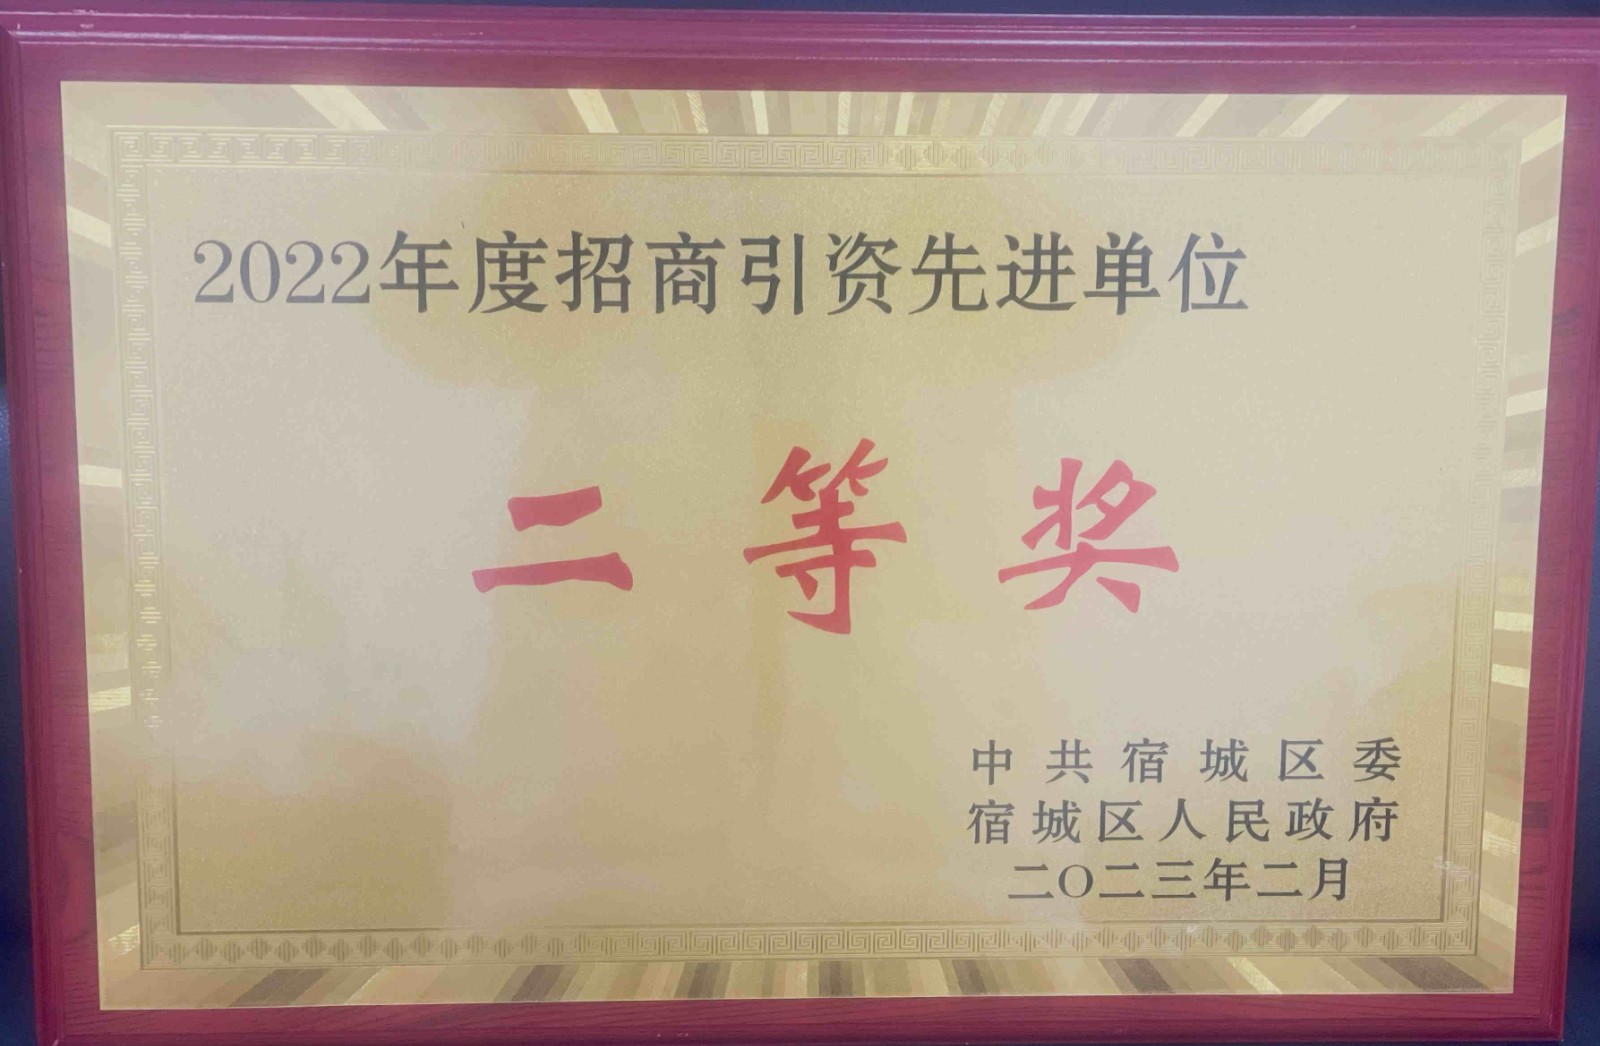 2022年度招商引资先进单位
二等奖
中共宿城区委
宿城区人民政府
二〇二三年二月